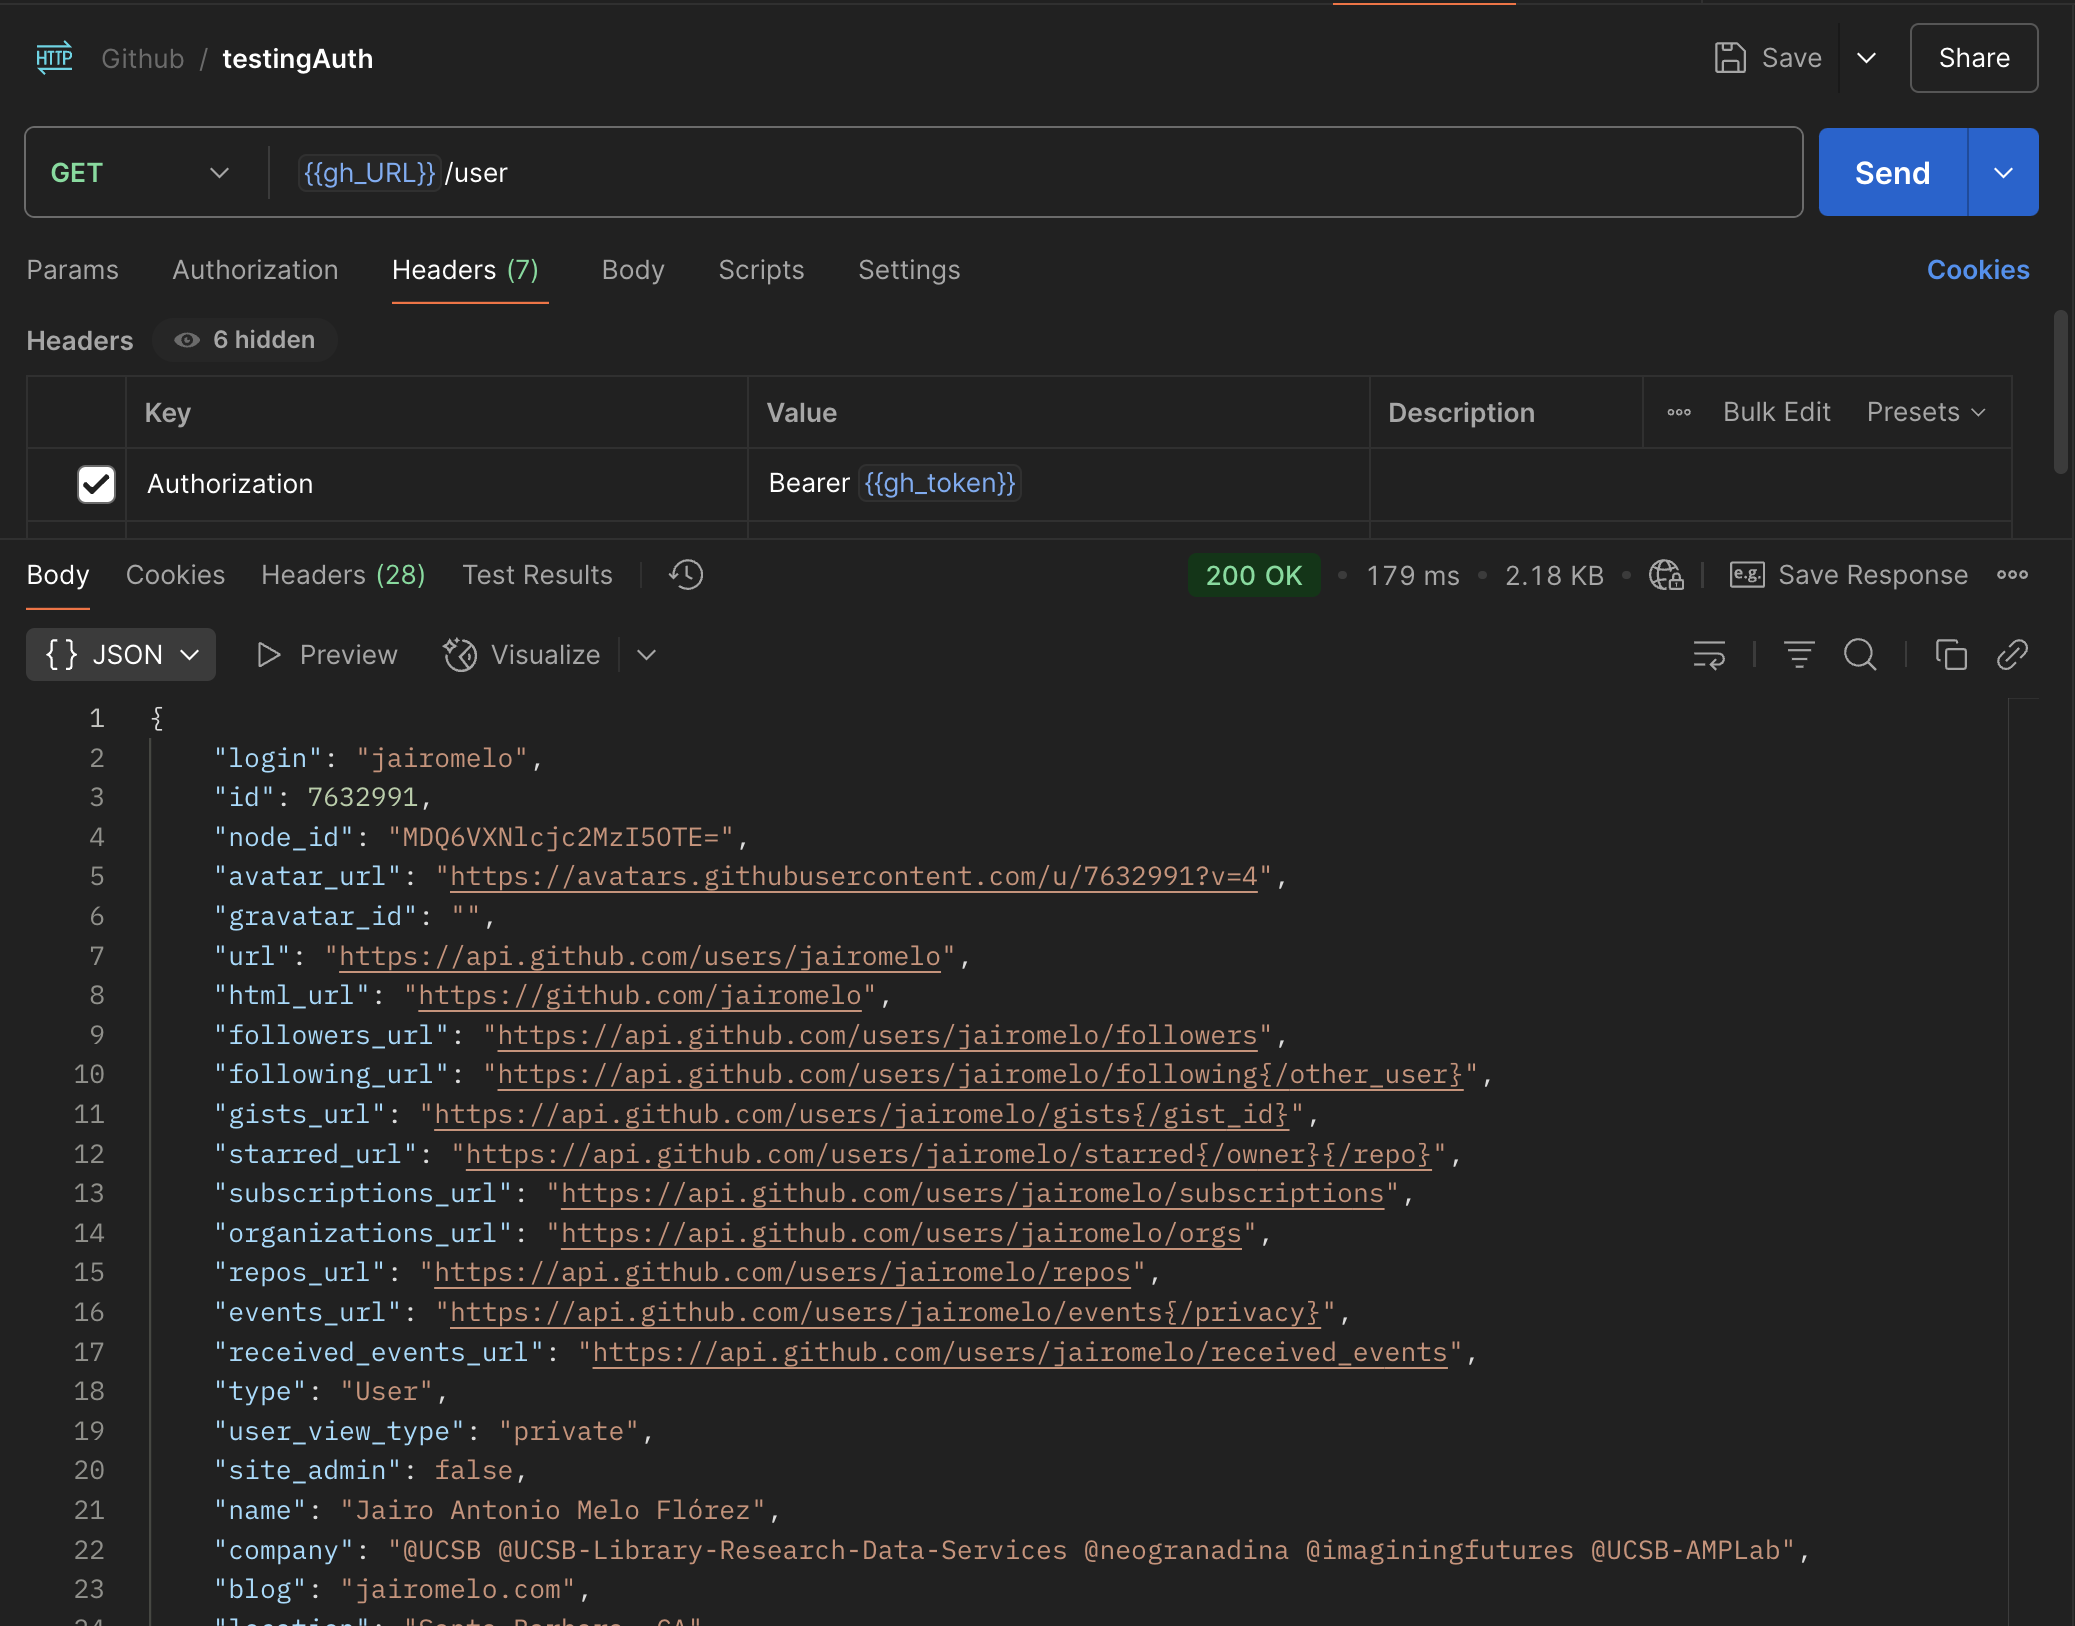 HTTP Github / testingAuth Save Share
GET {{gh_URL}}/user Send
Params Authorization Headers (7) Body Scripts Settings Cookies
Headers 6 hidden
Key Value Description Bulk Edit Presets
Authorization Bearer {{gh_token}}
Body Cookies Headers (28) Test Results 200 OK • 179 ms • 2.18 KB • e.g. Save Response
{} JSON Preview Visualize
1 {
2 "login": "jairomelo",
3 "id": 7632991,
4 "node_id": "MDQ6VXNlcjc2MzI5OTE=",
5 "avatar_url": "https://avatars.githubusercontent.com/u/7632991?v=4",
6 "gravatar_id": "",
7 "url": "https://api.github.com/users/jairomelo",
8 "html_url": "https://github.com/jairomelo",
9 "followers_url": "https://api.github.com/users/jairomelo/followers",
10 "following_url": "https://api.github.com/users/jairomelo/following{/other_user}",
11 "gists_url": "https://api.github.com/users/jairomelo/gists{/gist_id}",
12 "starred_url": "https://api.github.com/users/jairomelo/starred{/owner}{/repo}",
13 "subscriptions_url": "https://api.github.com/users/jairomelo/subscriptions",
14 "organizations_url": "https://api.github.com/users/jairomelo/orgs",
15 "repos_url": "https://api.github.com/users/jairomelo/repos",
16 "events_url": "https://api.github.com/users/jairomelo/events{/privacy}",
17 "received_events_url": "https://api.github.com/users/jairomelo/received_events",
18 "type": "User",
19 "user_view_type": "private",
20 "site_admin": false,
21 "name": "Jairo Antonio Melo Flórez",
22 "company": "@UCSB @UCSB-Library-Research-Data-Services @neogranadina @imaginingfutures @UCSB-AMPLab",
23 "blog": "jairomelo.com",
24 "location": "Santa Barbara, CA"